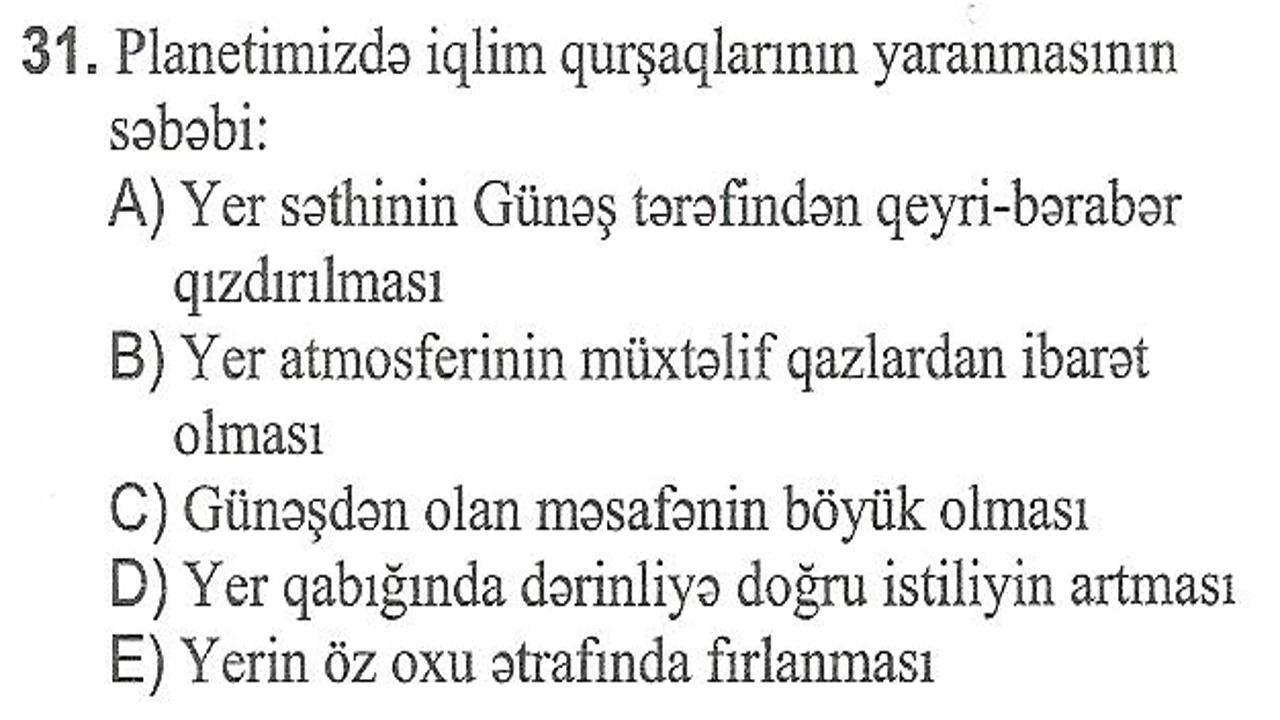 31. Planetimizdə iqlim qurşaqlarının yaranmasının
səbəbi:
A) Yer səthinin Günəş tərəfindən qeyri-bərabər
qızdırılması
B) Yer atmosferinin müxtəlif qazlardan ibarət
olması
C) Günəşdən olan məsafənin böyük olması
D) Yer qabığında dərinliyə doğru istiliyin artması
E) Yerin öz oxu ətrafında fırlanması